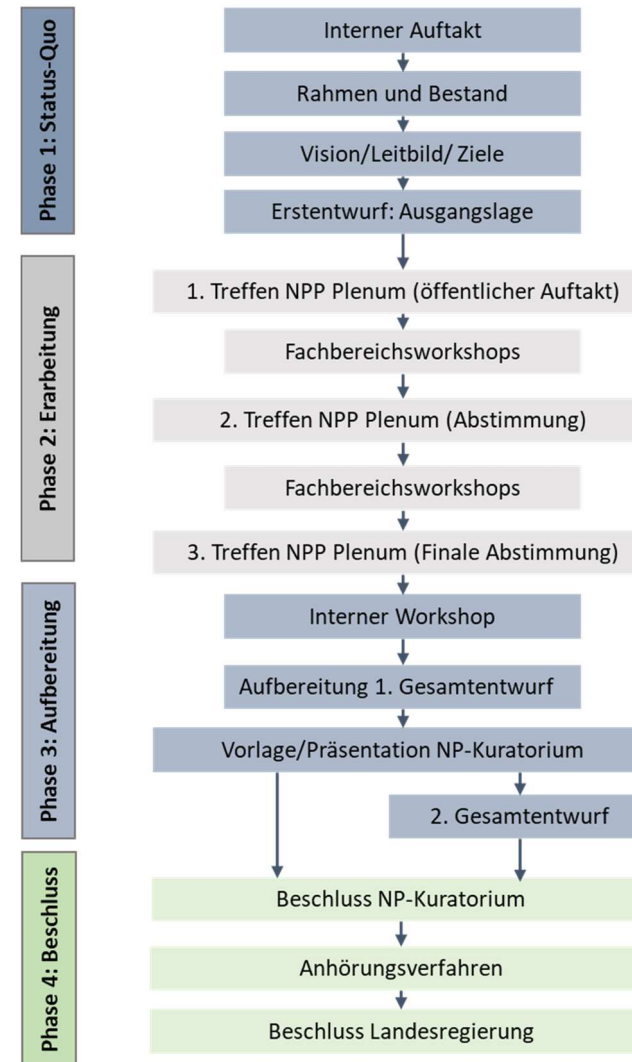 Phase 1: Status-Quo
Interner Auftakt
Rahmen und Bestand
Vision/Leitbild/ Ziele
Erstentwurf: Ausgangslage
Phase 2: Erarbeitung
1. Treffen NPP Plenum (öffentlicher Auftakt)
Fachbereichsworkshops
2. Treffen NPP Plenum (Abstimmung)
Fachbereichsworkshops
3. Treffen NPP Plenum (Finale Abstimmung)
Phase 3: Aufbereitung
Interner Workshop
Aufbereitung 1. Gesamtentwurf
Vorlage/Präsentation NP-Kuratorium
2. Gesamtentwurf
Phase 4: Beschluss
Beschluss NP-Kuratorium
Anhörungsverfahren
Beschluss Landesregierung